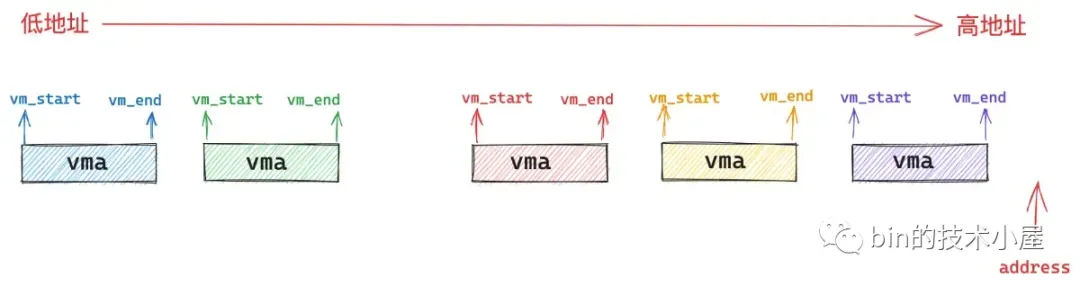 低地址 高地址
vm_start vm_end vm_start vm_end vm_start vm_end vm_start vm_end vm_start vm_end
vma vma vma vma vma
bin的技术小屋
address